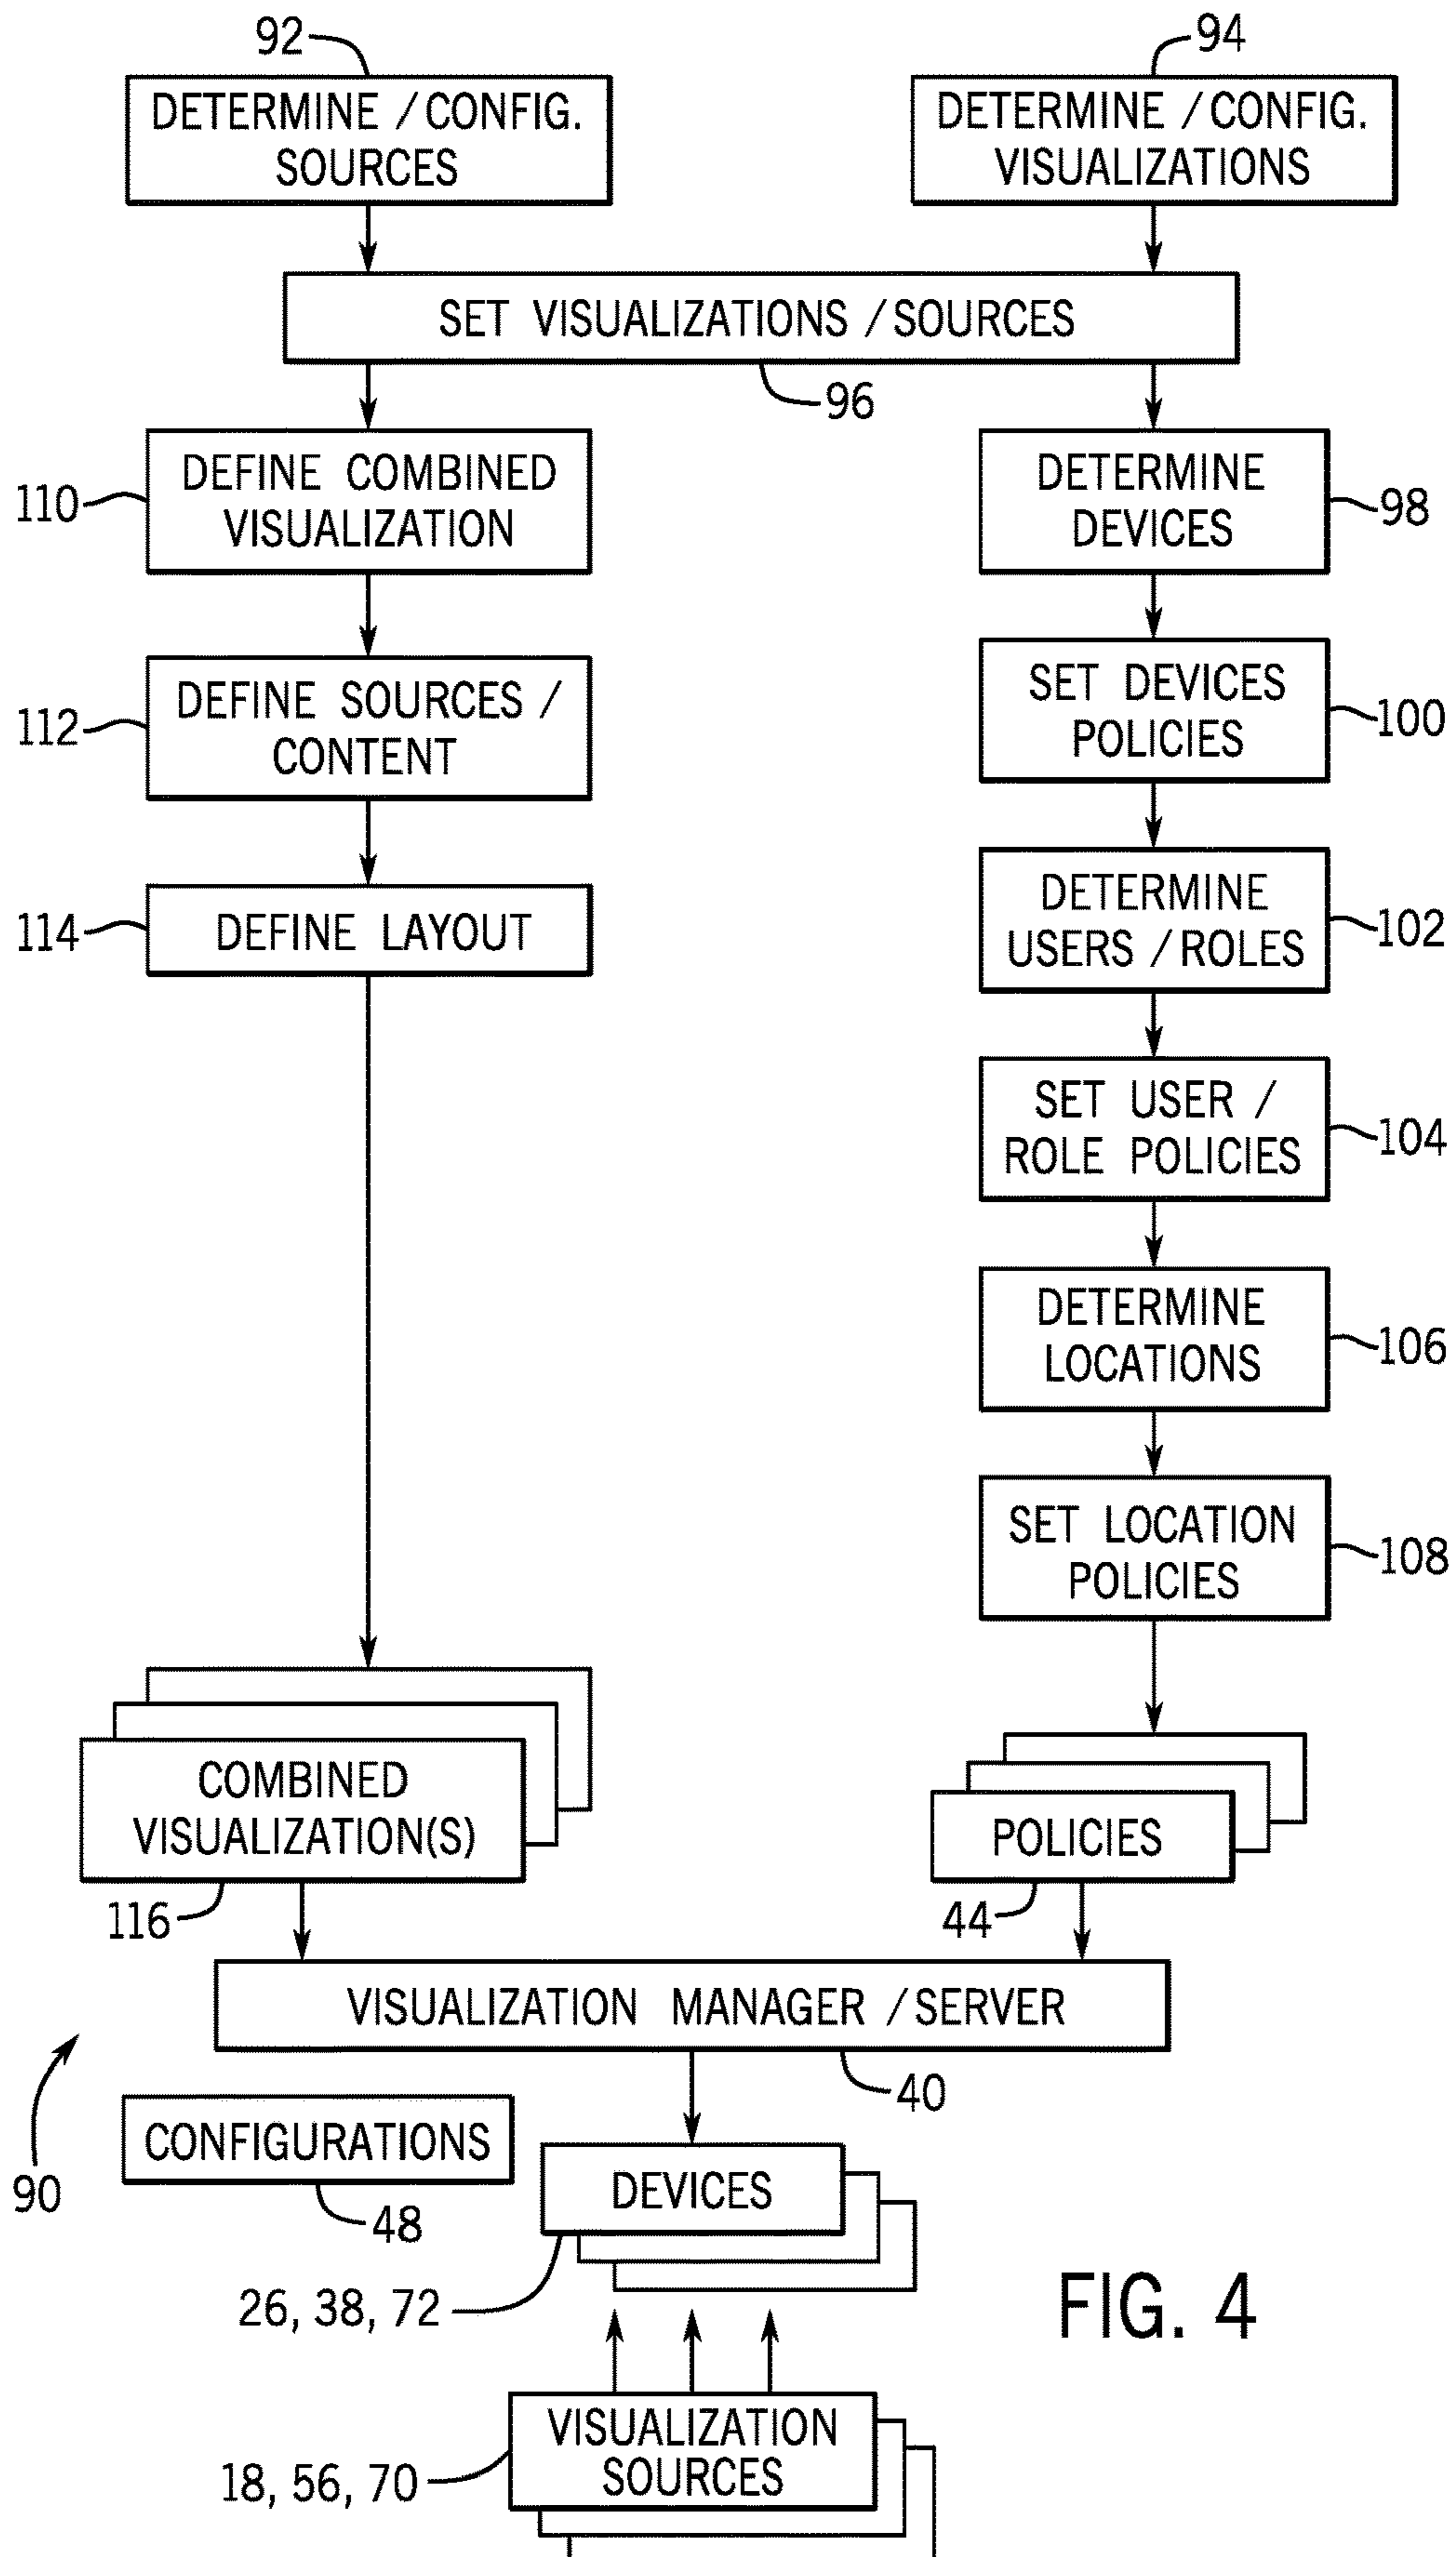 92
94
DETERMINE / CONFIG.
SOURCES
DETERMINE / CONFIG.
VISUALIZATIONS
SET VISUALIZATIONS / SOURCES
96
110
DEFINE COMBINED
VISUALIZATION
DETERMINE
DEVICES
98
112
DEFINE SOURCES /
CONTENT
SET DEVICES
POLICIES
100
114
DEFINE LAYOUT
DETERMINE
USERS / ROLES
102
SET USER /
ROLE POLICIES
104
DETERMINE
LOCATIONS
106
SET LOCATION
POLICIES
108
COMBINED
VISUALIZATION(S)
116
POLICIES
44
VISUALIZATION MANAGER / SERVER
40
90
CONFIGURATIONS
48
DEVICES
26, 38, 72
VISUALIZATION
SOURCES
18, 56, 70
FIG. 4